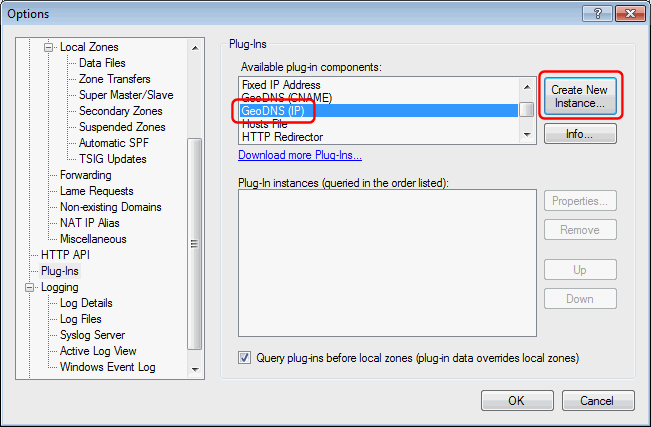 Options
Local Zones
Data Files
Zone Transfers
Super Master/Slave
Secondary Zones
Suspended Zones
Automatic SPF
TSIG Updates
Forwarding
Lame Requests
Non-existing Domains
NAT IP Alias
Miscellaneous
HTTP API
Plug-Ins
Logging
Log Details
Log Files
Syslog Server
Active Log View
Windows Event Log
Plug-Ins
Available plug-in components:
Fixed IP Address
GeoDNS (CNAME)
GeoDNS (IP)
Hosts File
HTTP Redirector
Create New
Instance...
Info...
Download more Plug-Ins...
Plug-In instances (queried in the order listed):
Properties...
Remove
Up
Down
Query plug-ins before local zones (plug-in data overrides local zones)
OK
Cancel